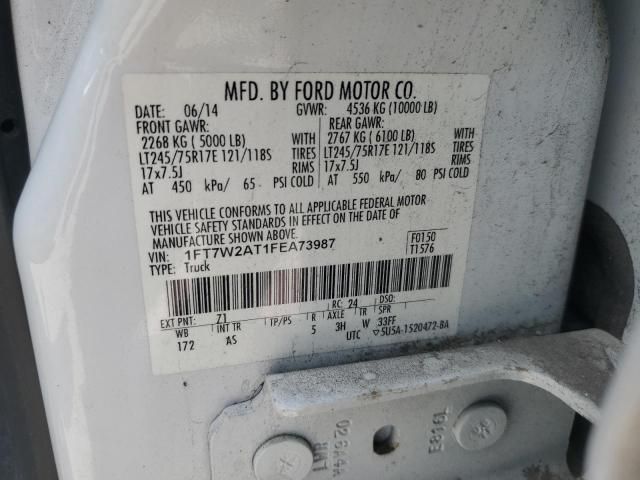 MFD. BY FORD MOTOR CO.
DATE: 06/14 GVWR: 4536 KG (10000 LB)
FRONT GAWR: REAR GAWR:
2268 KG ( 5000 LB) WITH 2767 KG ( 6100 LB) WITH
LT245/75R17E 121/118S TIRES LT245/75R17E 121/118S TIRES
17x7.5J RIMS 17x7.5J RIMS
AT 450 kPa/ 65 PSI COLD AT 550 kPa/ 80 PSI COLD
THIS VEHICLE CONFORMS TO ALL APPLICABLE FEDERAL MOTOR
VEHICLE SAFETY STANDARDS IN EFFECT ON THE DATE OF
MANUFACTURE SHOWN ABOVE.
VIN: 1FT7W2AT1FEA73987 F0150
TYPE: Truck T1576
EXT PNT: 71 RC: 24 DSO:
WB INT TR TP/PS R AXLE TR SPR
172 AS 5 3H W 33FF
UTC ▽5U5A-1520472-BA